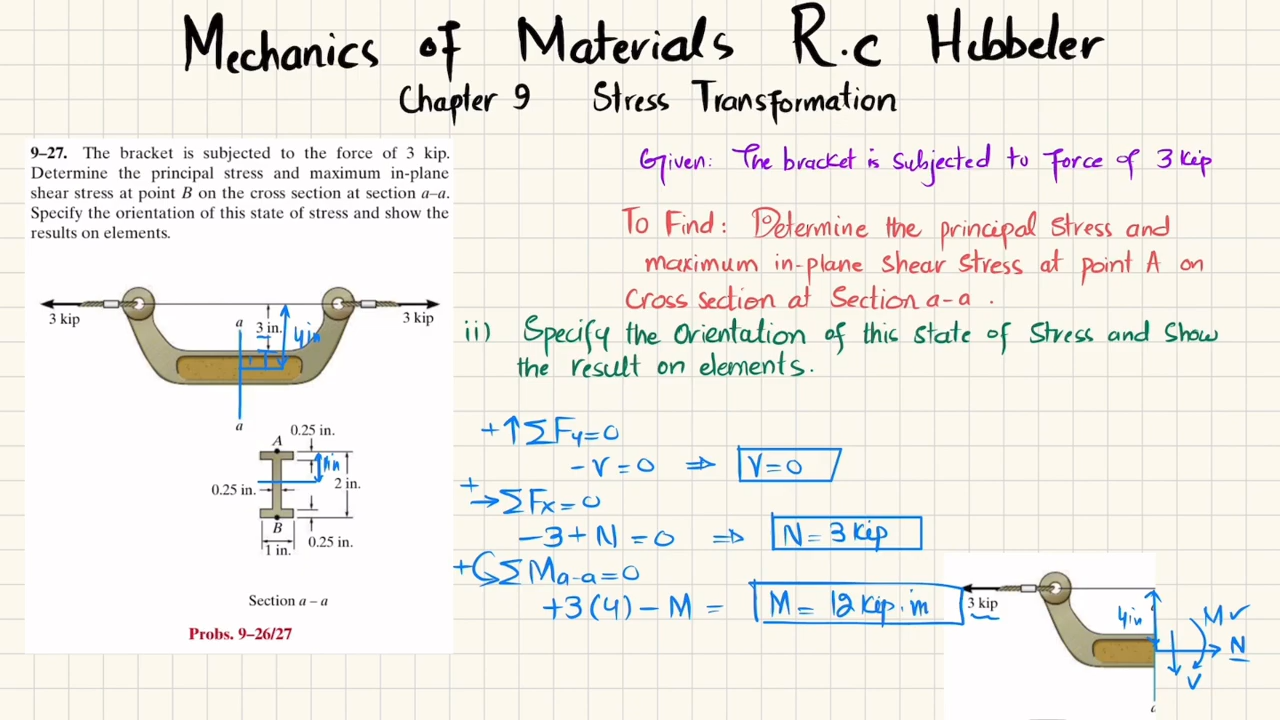 Mechanics of Materials R.c Hibbeler
Chapter 9 Stress Transformation
9–27. The bracket is subjected to the force of 3 kip.
Determine the principal stress and maximum in-plane
shear stress at point B on the cross section at section a–a.
Specify the orientation of this state of stress and show the
results on elements.
3 kip
3 kip
a
3 in.
4in
a
A
0.25 in.
1in
0.25 in.
2 in.
B
1 in.
0.25 in.
Section a – a
Probs. 9–26/27
Given: The bracket is subjected to force of 3 kip
To Find: Determine the principal stress and
maximum in-plane shear stress at point A on
Cross section at Section a-a.
ii) Specify the Orientation of this state of Stress and show
the result on elements.
+↑ΣFy=0
-V=0 ⇒ V=0
+→ΣFx=0
-3+N=0 ⇒ N=3 kip
+ΣMa-a=0
+3(4)-M= M=12 kip.in
3 kip
4in
M
N
V